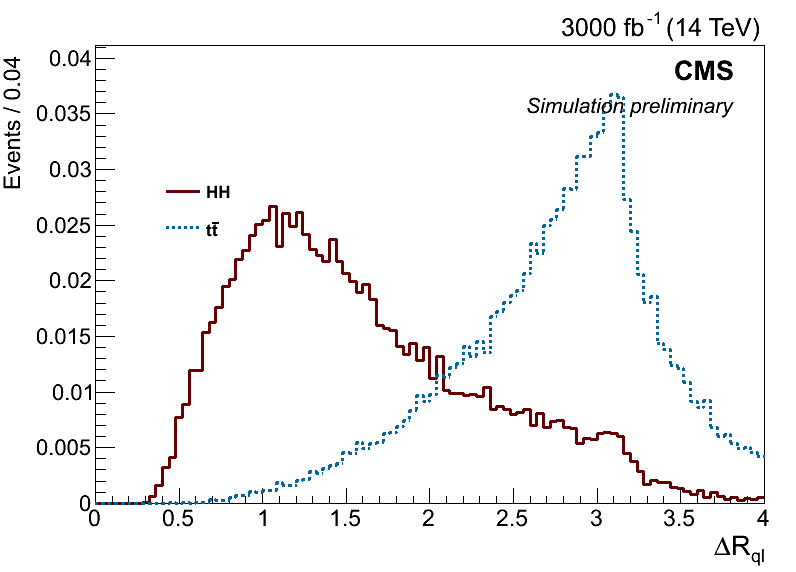 3000 fb⁻¹ (14 TeV)
CMS
Simulation preliminary
Events / 0.04
0.04
0.035
0.03
0.025
0.02
0.015
0.01
0.005
0
HH
tt̄
0 0.5 1 1.5 2 2.5 3 3.5 4
ΔR_ql